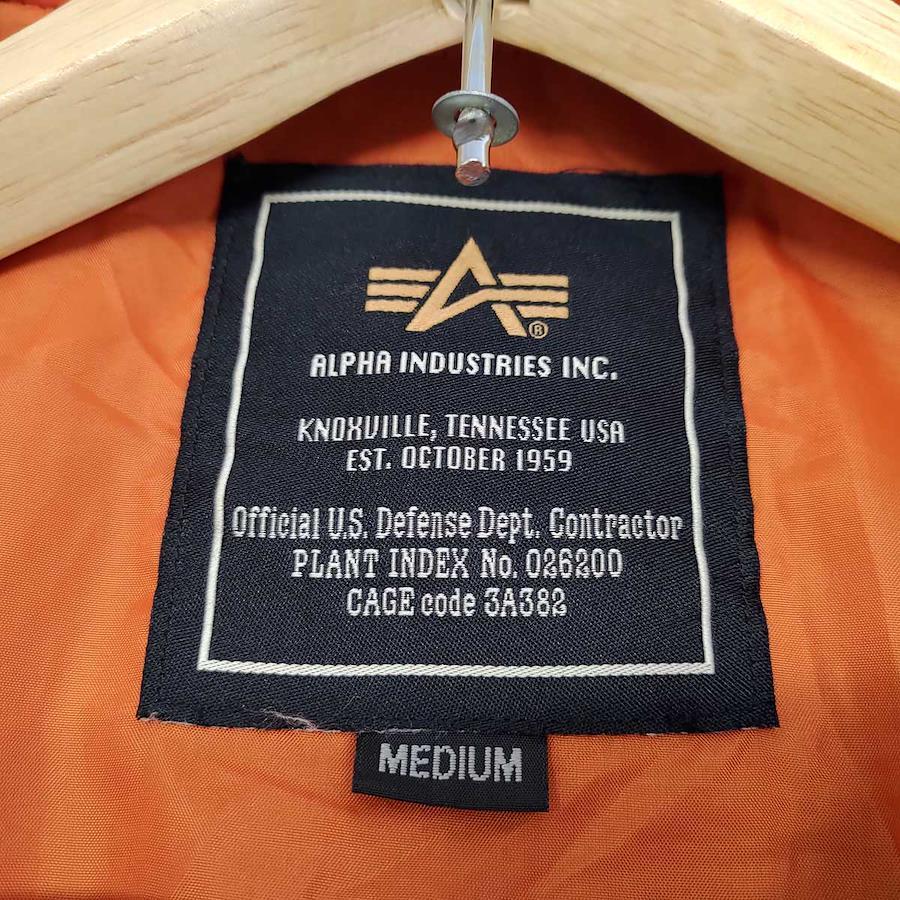 ®
ALPHA INDUSTRIES INC.
KNOXVILLE, TENNESSEE USA
EST. OCTOBER 1959
Official U.S. Defense Dept. Contractor
PLANT INDEX No. 026200
CAGE code 3A382
MEDIUM